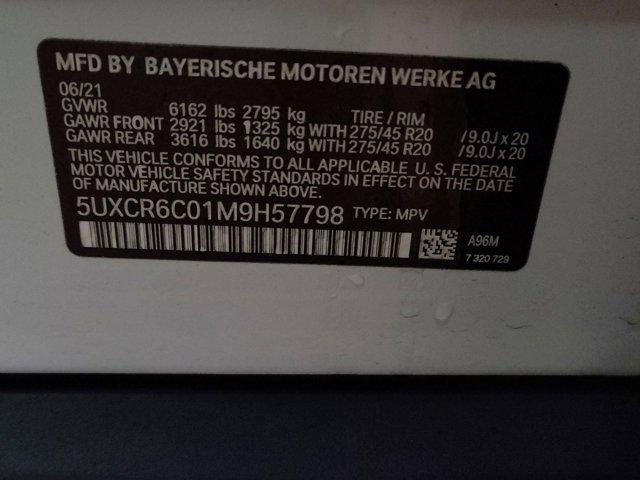 MFD BY BAYERISCHE MOTOREN WERKE AG
06/21
GVWR 6162 lbs 2795 kg TIRE / RIM
GAWR FRONT 2921 lbs 1325 kg WITH 275/45 R20 /9.0J x 20
GAWR REAR 3616 lbs 1640 kg WITH 275/45 R20 /9.0J x 20
THIS VEHICLE CONFORMS TO ALL APPLICABLE U. S. FEDERAL
MOTOR VEHICLE SAFETY STANDARDS IN EFFECT
ON THE DATE OF MANUFACTURE SHOWN ABOVE.
5UXCR6C01M9H57798 TYPE: MPV
A96M
7 320 729